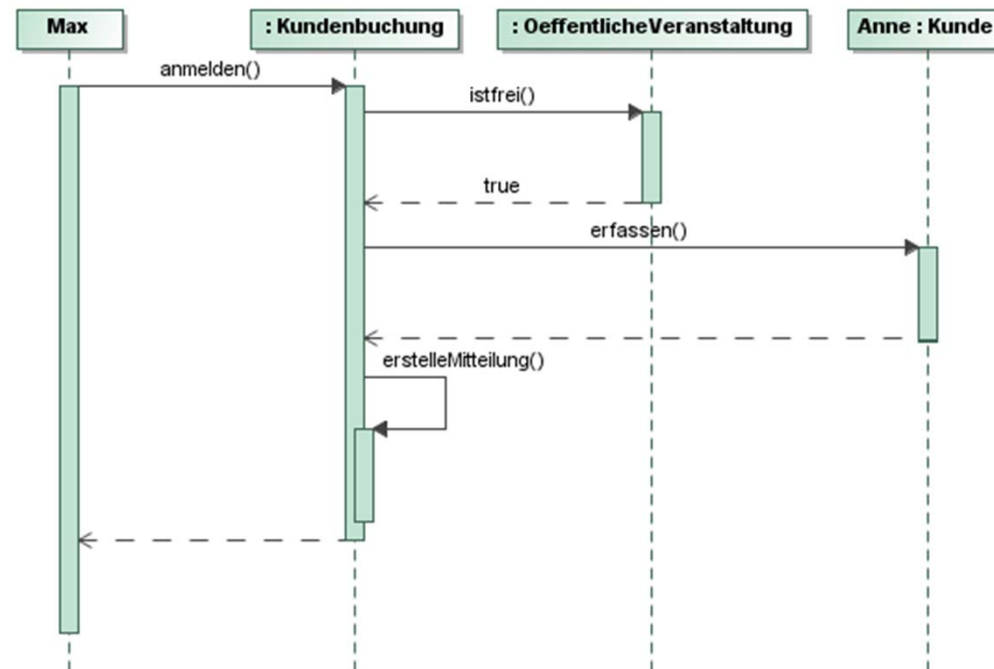 Max
: Kundenbuchung
: OeffentlicheVeranstaltung
Anne : Kunde
anmelden()
istfrei()
true
erfassen()
erstelleMitteilung()